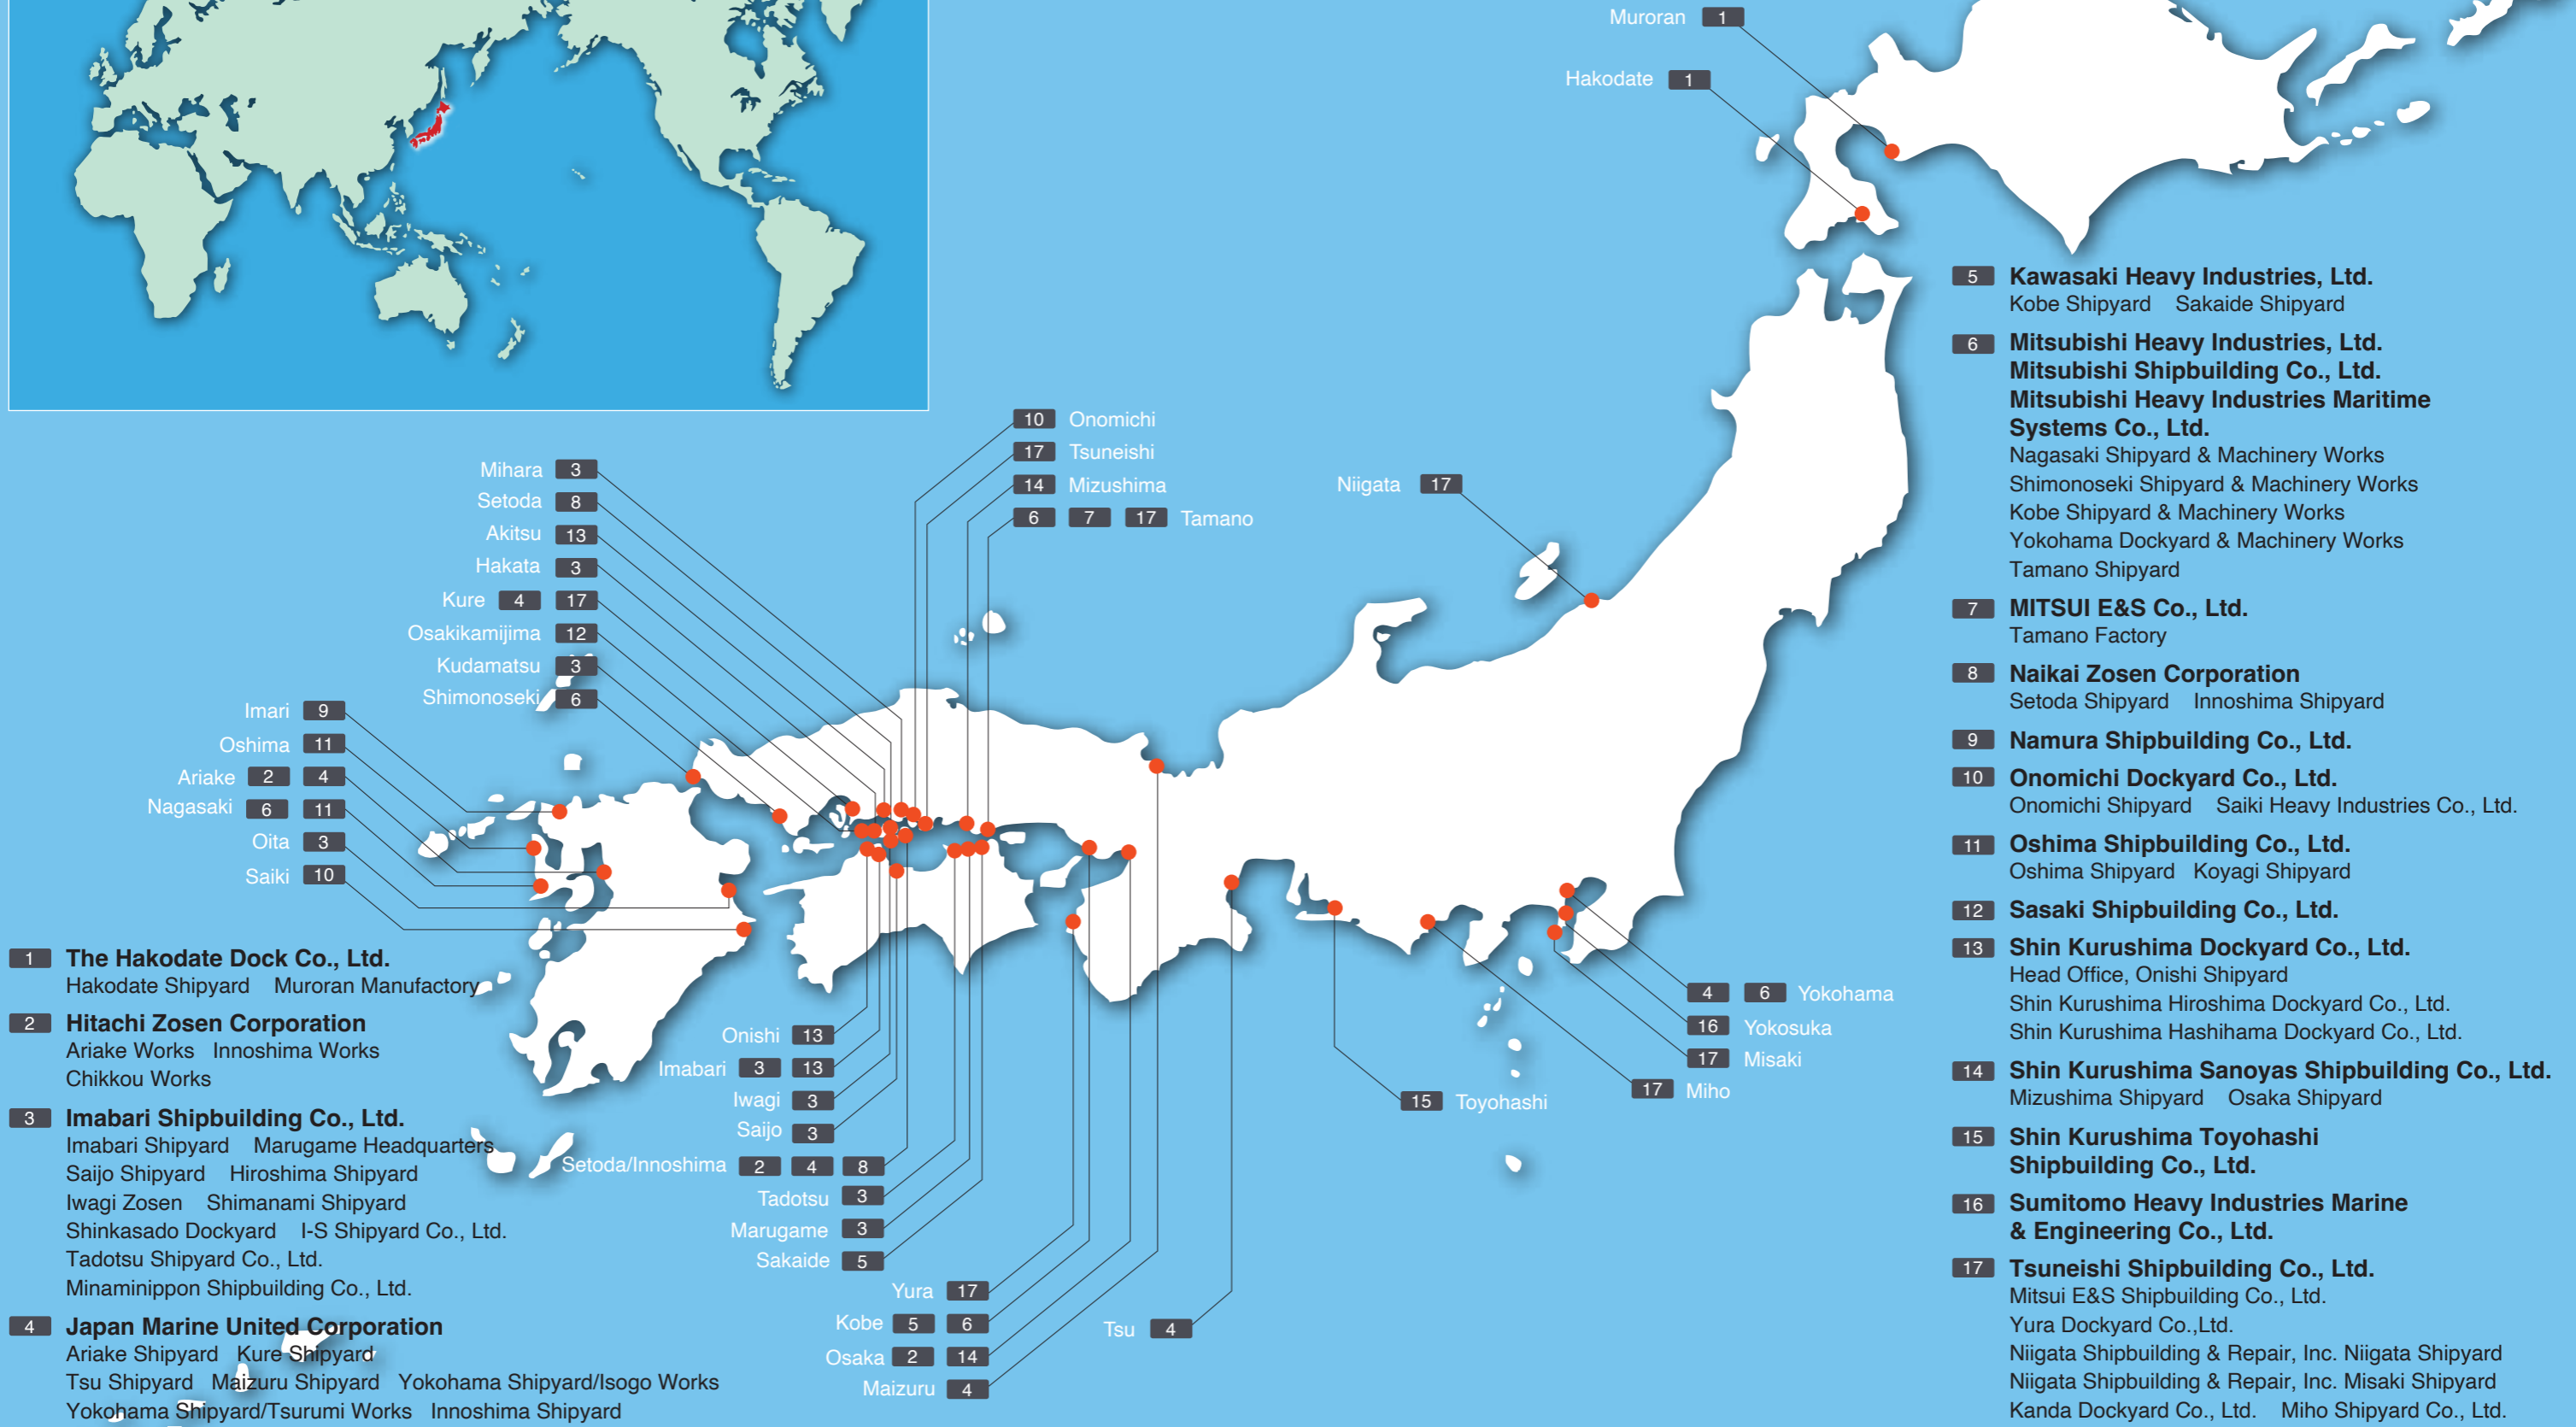 Muroran 1
Hakodate 1
10 Onomichi
17 Tsuneishi
14 Mizushima
6 7 17 Tamano
Niigata 17
Mihara 3
Setoda 8
Akitsu 13
Hakata 3
Kure 4 17
Osakikamijima 12
Kudamatsu 3
Shimonoseki 6
Imari 9
Oshima 11
Ariake 2 4
Nagasaki 6 11
Oita 3
Saiki 10
Onishi 13
Imabari 3 13
Iwagi 3
Saijo 3
Setoda/Innoshima 2 4 8
Tadotsu 3
Marugame 3
Sakaide 5
Yura 17
Kobe 5 6
Osaka 2 14
Maizuru 4
Tsu 4
15 Toyohashi
4 6 Yokohama
16 Yokosuka
17 Misaki
17 Miho
1 The Hakodate Dock Co., Ltd.
Hakodate Shipyard Muroran Manufactory
2 Hitachi Zosen Corporation
Ariake Works Innoshima Works
Chikkou Works
3 Imabari Shipbuilding Co., Ltd.
Imabari Shipyard Marugame Headquarters
Saijo Shipyard Hiroshima Shipyard
Iwagi Zosen Shimanami Shipyard
Shinkasado Dockyard I-S Shipyard Co., Ltd.
Tadotsu Shipyard Co., Ltd.
Minaminippon Shipbuilding Co., Ltd.
4 Japan Marine United Corporation
Ariake Shipyard Kure Shipyard
Tsu Shipyard Maizuru Shipyard Yokohama Shipyard/Isogo Works
Yokohama Shipyard/Tsurumi Works Innoshima Shipyard
5 Kawasaki Heavy Industries, Ltd.
Kobe Shipyard Sakaide Shipyard
6 Mitsubishi Heavy Industries, Ltd.
Mitsubishi Shipbuilding Co., Ltd.
Mitsubishi Heavy Industries Maritime
Systems Co., Ltd.
Nagasaki Shipyard & Machinery Works
Shimonoseki Shipyard & Machinery Works
Kobe Shipyard & Machinery Works
Yokohama Dockyard & Machinery Works
Tamano Shipyard
7 MITSUI E&S Co., Ltd.
Tamano Factory
8 Naikai Zosen Corporation
Setoda Shipyard Innoshima Shipyard
9 Namura Shipbuilding Co., Ltd.
10 Onomichi Dockyard Co., Ltd.
Onomichi Shipyard Saiki Heavy Industries Co., Ltd.
11 Oshima Shipbuilding Co., Ltd.
Oshima Shipyard Koyagi Shipyard
12 Sasaki Shipbuilding Co., Ltd.
13 Shin Kurushima Dockyard Co., Ltd.
Head Office, Onishi Shipyard
Shin Kurushima Hiroshima Dockyard Co., Ltd.
Shin Kurushima Hashihama Dockyard Co., Ltd.
14 Shin Kurushima Sanoyas Shipbuilding Co., Ltd.
Mizushima Shipyard Osaka Shipyard
15 Shin Kurushima Toyohashi
Shipbuilding Co., Ltd.
16 Sumitomo Heavy Industries Marine
& Engineering Co., Ltd.
17 Tsuneishi Shipbuilding Co., Ltd.
Mitsui E&S Shipbuilding Co., Ltd.
Yura Dockyard Co.,Ltd.
Niigata Shipbuilding & Repair, Inc. Niigata Shipyard
Niigata Shipbuilding & Repair, Inc. Misaki Shipyard
Kanda Dockyard Co., Ltd. Miho Shipyard Co., Ltd.